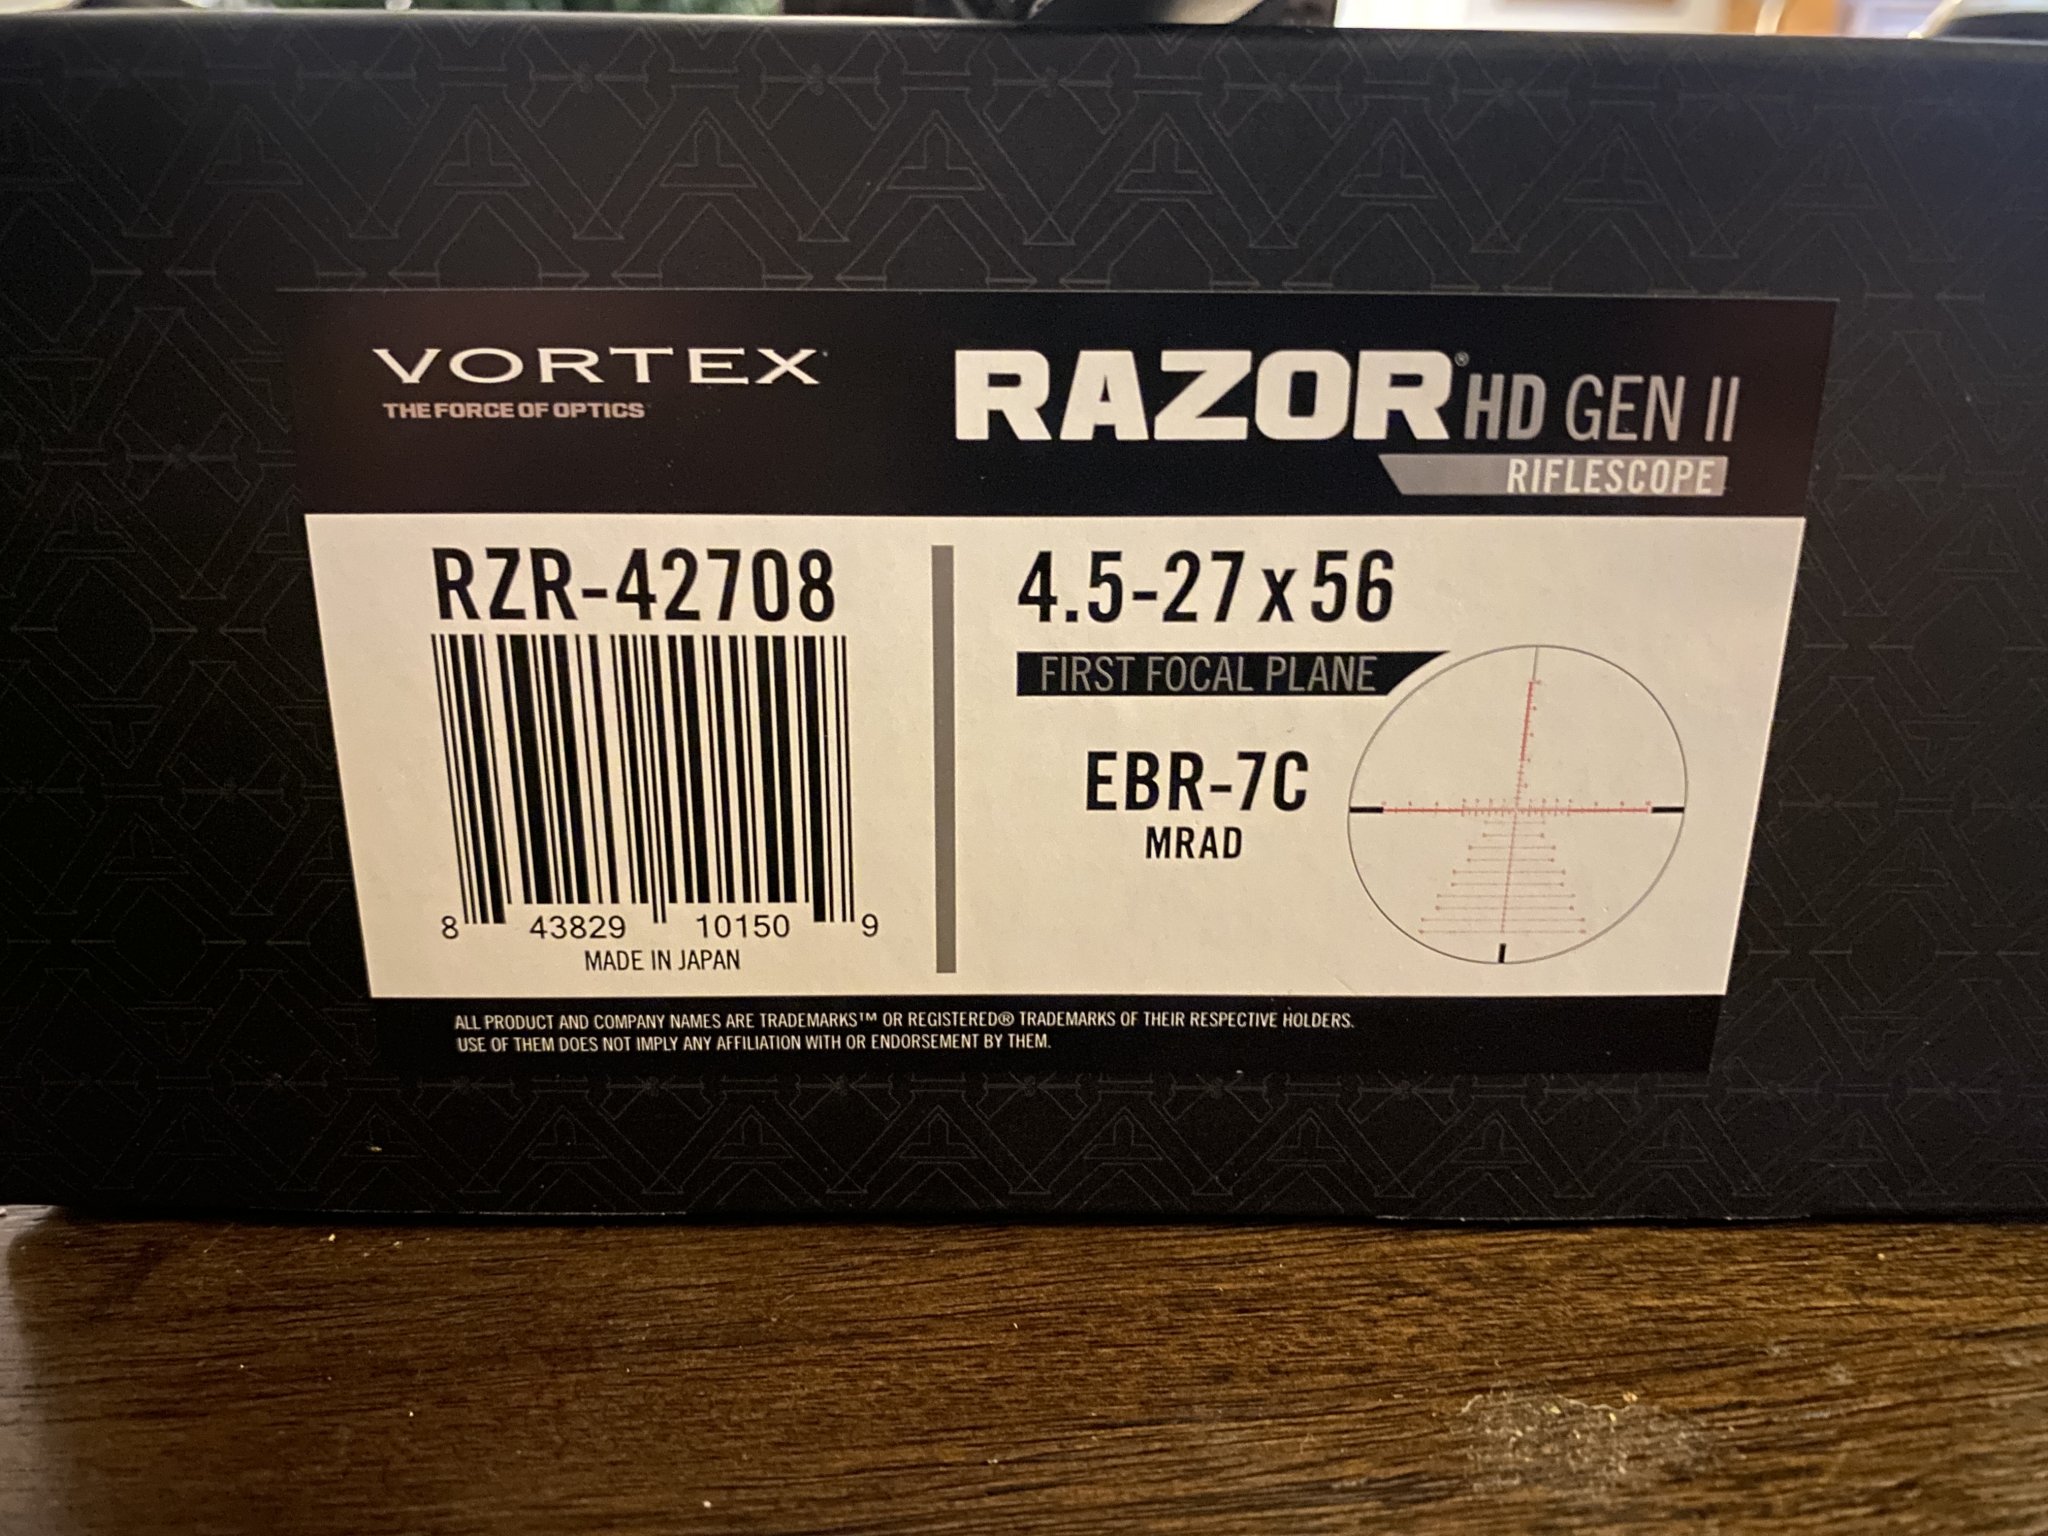 VORTEX
THE FORCE OF OPTICS
RAZOR® HD GEN II
RIFLESCOPE
RZR-42708
8 43829 10150 9
MADE IN JAPAN
4.5-27 x 56
FIRST FOCAL PLANE
EBR-7C
MRAD
ALL PRODUCT AND COMPANY NAMES ARE TRADEMARKS™ OR REGISTERED® TRADEMARKS OF THEIR RESPECTIVE HOLDERS.
USE OF THEM DOES NOT IMPLY ANY AFFILIATION WITH OR ENDORSEMENT BY THEM.